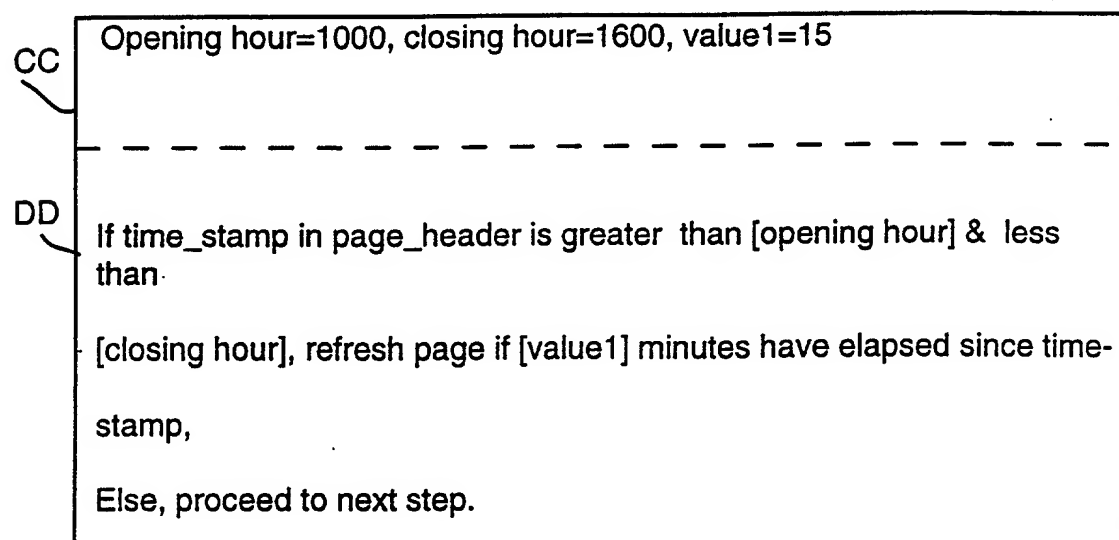 Opening hour=1000, closing hour=1600, value1=15
CC
DD
If time_stamp in page_header is greater than [opening hour] & less
than
[closing hour], refresh page if [value1] minutes have elapsed since time-
stamp,
Else, proceed to next step.